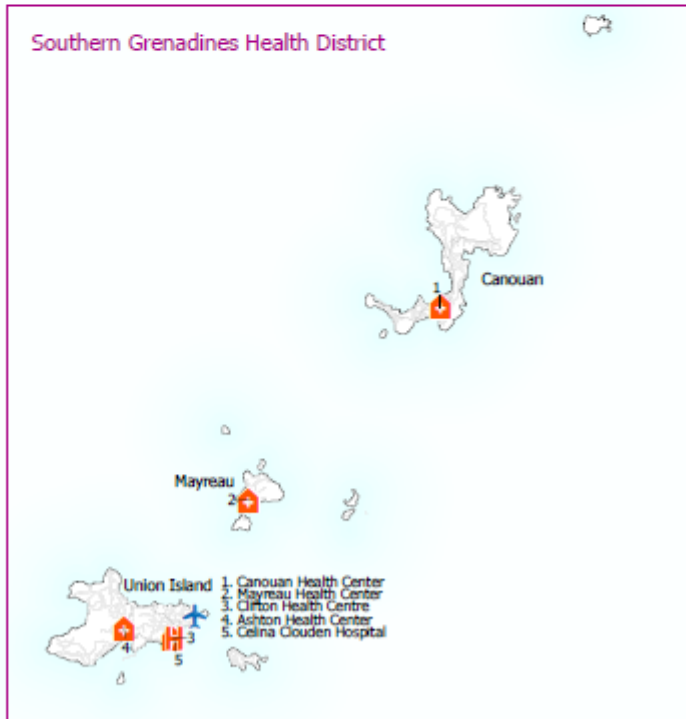 Southern Grenadines Health District
Canouan
1
Mayreau
2
Union Island
1. Canouan Health Center
2. Mayreau Health Center
3. Clifton Health Centre
4. Ashton Health Center
5. Celina Clouden Hospital
3
4
5